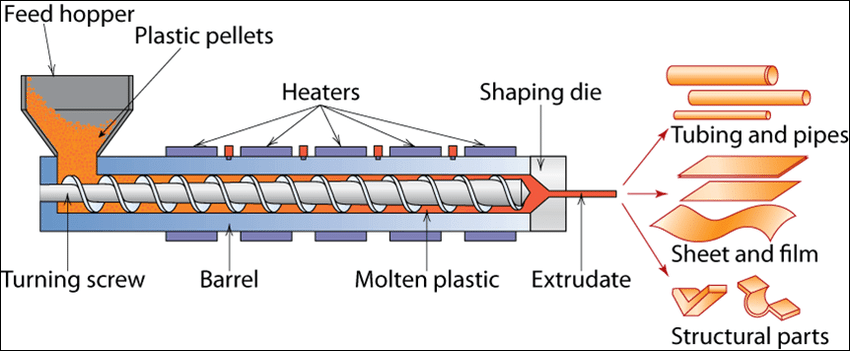 Feed hopper
Plastic pellets
Heaters
Shaping die
Tubing and pipes
Sheet and film
Turning screw
Barrel
Molten plastic
Extrudate
Structural parts